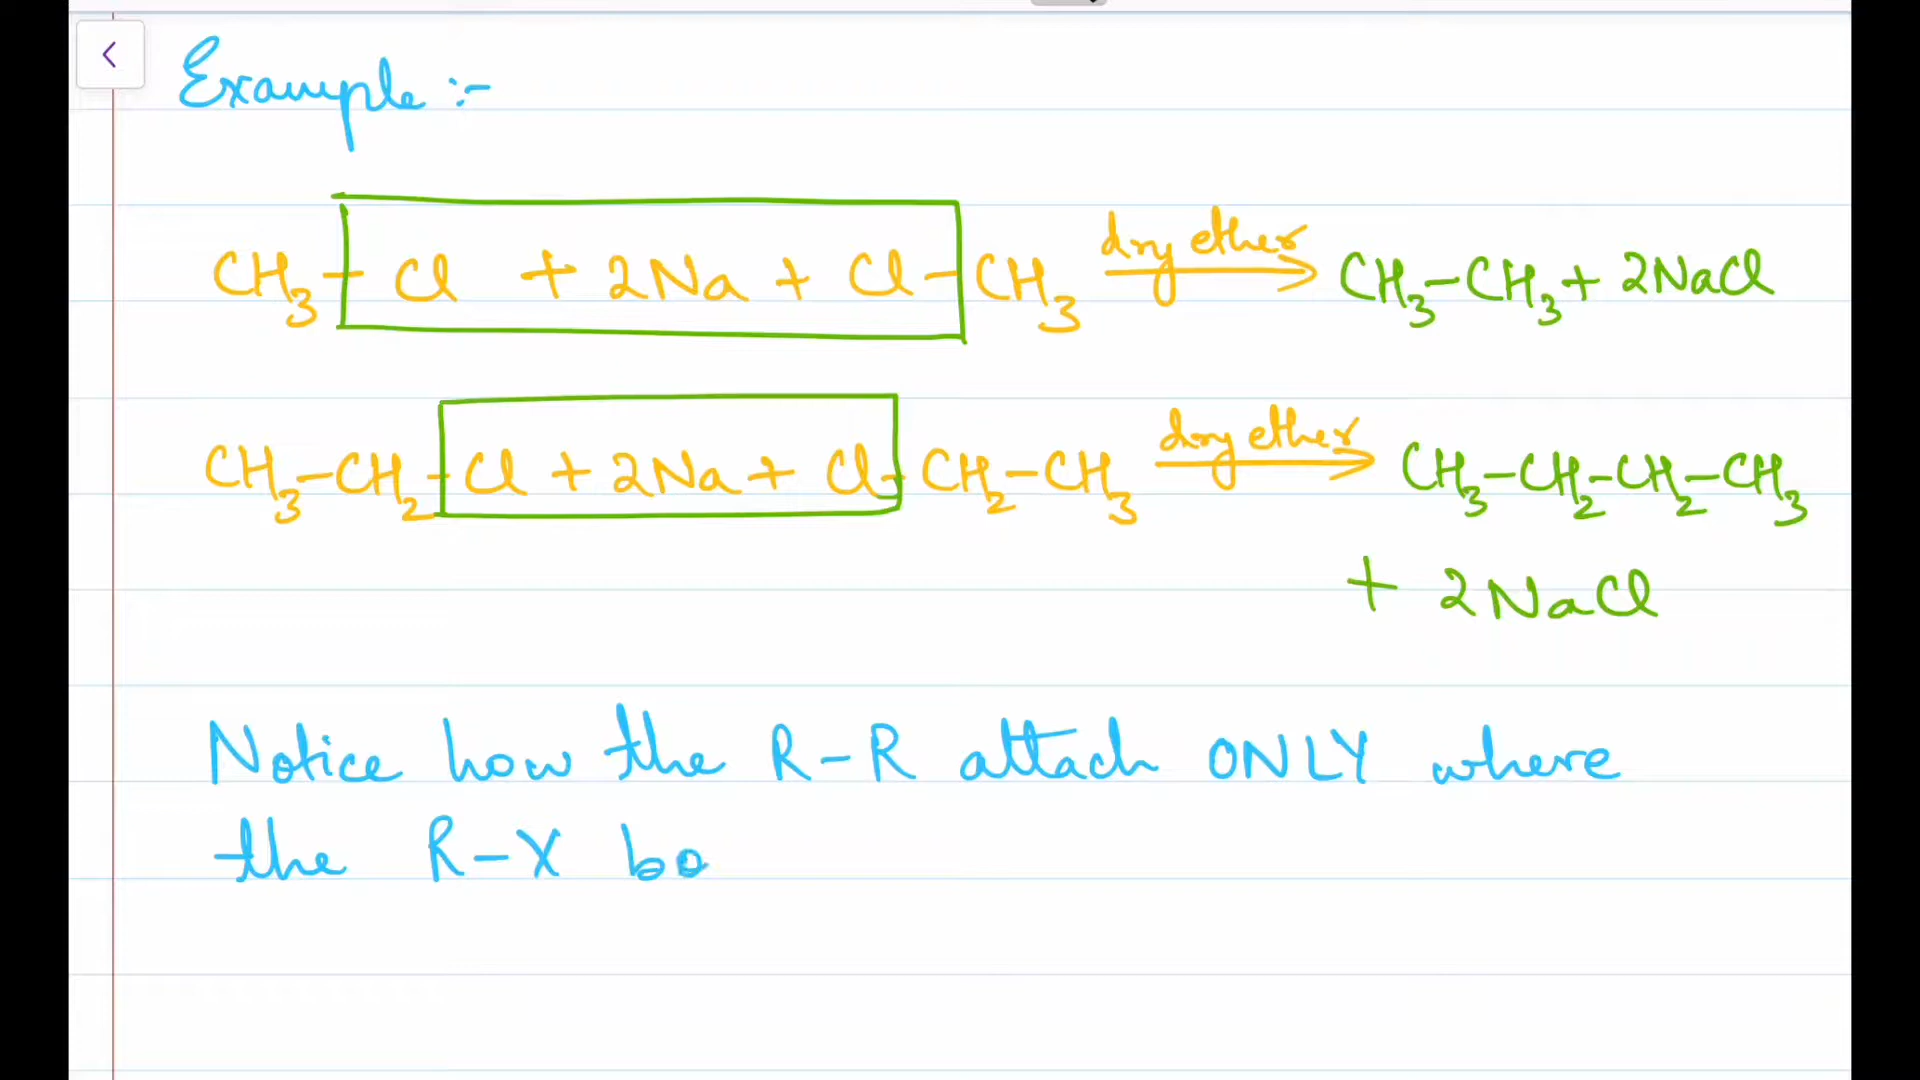 Example :-
CH3-Cl + 2Na + Cl-CH3 dry ether → CH3-CH3 + 2NaCl
CH3-CH2-Cl + 2Na + Cl-CH2-CH3 dry ether → CH3-CH2-CH2-CH3
+ 2NaCl
Notice how the R-R attach ONLY where
the R-X bo